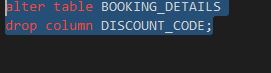 alter table BOOKING_DETAILS
drop column DISCOUNT_CODE;